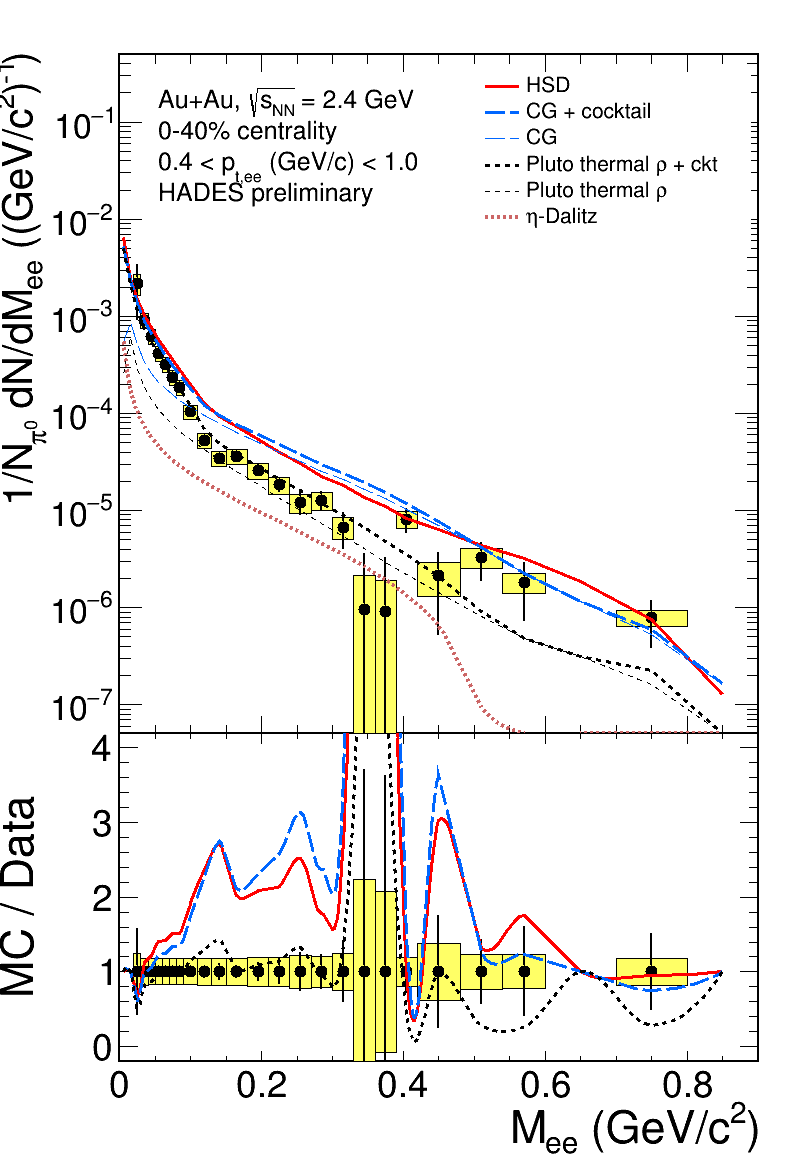 1/N_π⁰ dN/dM_ee ((GeV/c²)⁻¹)
Au+Au, √s_NN = 2.4 GeV
0-40% centrality
0.4 < p_t,ee (GeV/c) < 1.0
HADES preliminary
HSD
CG + cocktail
CG
Pluto thermal ρ + ckt
Pluto thermal ρ
η-Dalitz
10⁻¹
10⁻²
10⁻³
10⁻⁴
10⁻⁵
10⁻⁶
10⁻⁷
MC / Data
4
3
2
1
0
0 0.2 0.4 0.6 0.8
M_ee (GeV/c²)